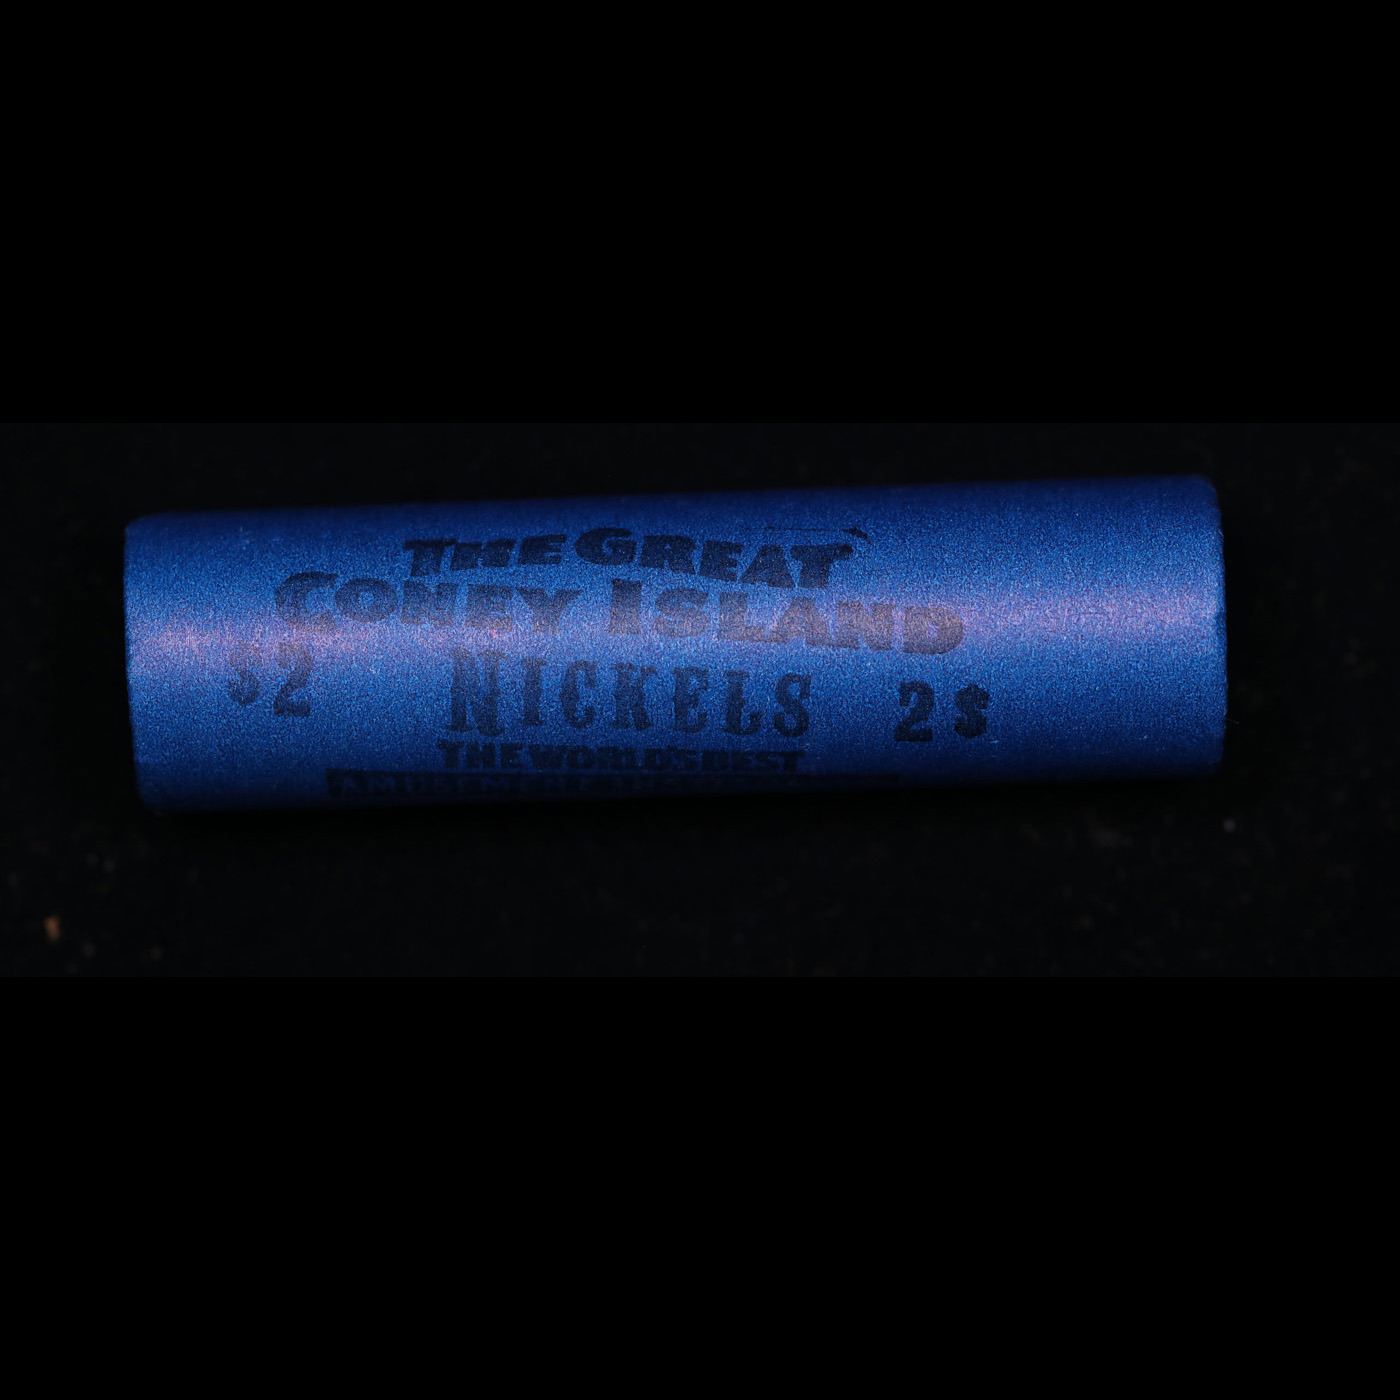 THE GREAT
CONEY ISLAND
$2 NICKELS 2$
THE WORLD'S BEST